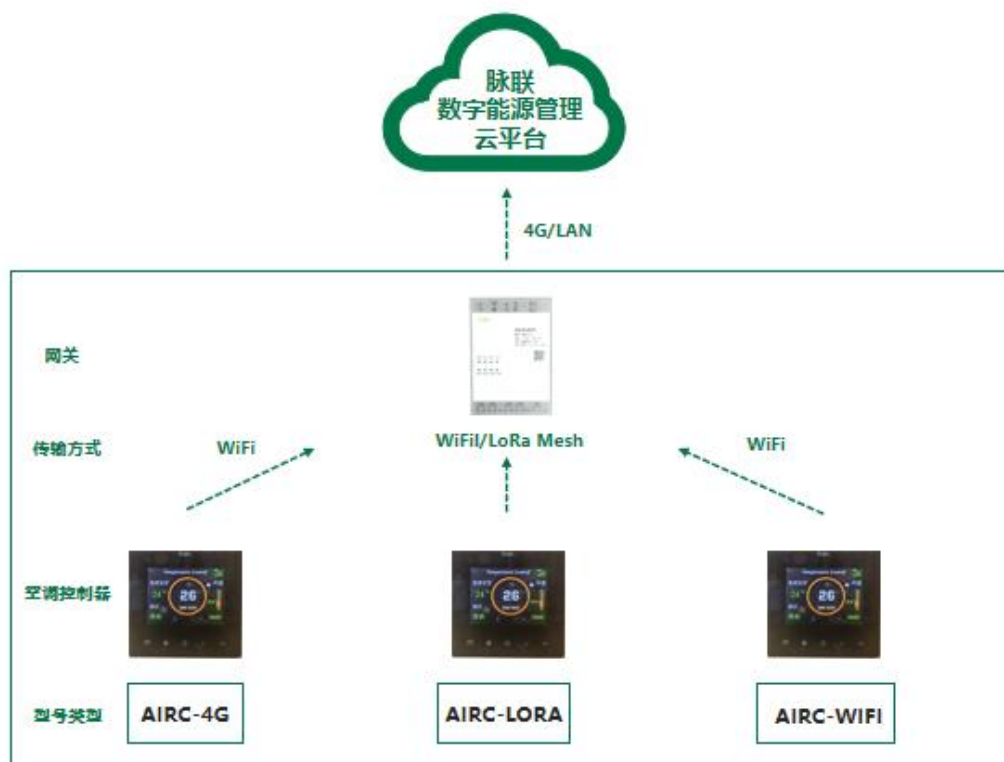 脉联
数字能源管理
云平台
4G/LAN
网关
传输方式
WiFi
WiFil/LoRa Mesh
WiFi
空调控制器
26
26
26
型号类型
AIRC-4G
AIRC-LORA
AIRC-WIFI